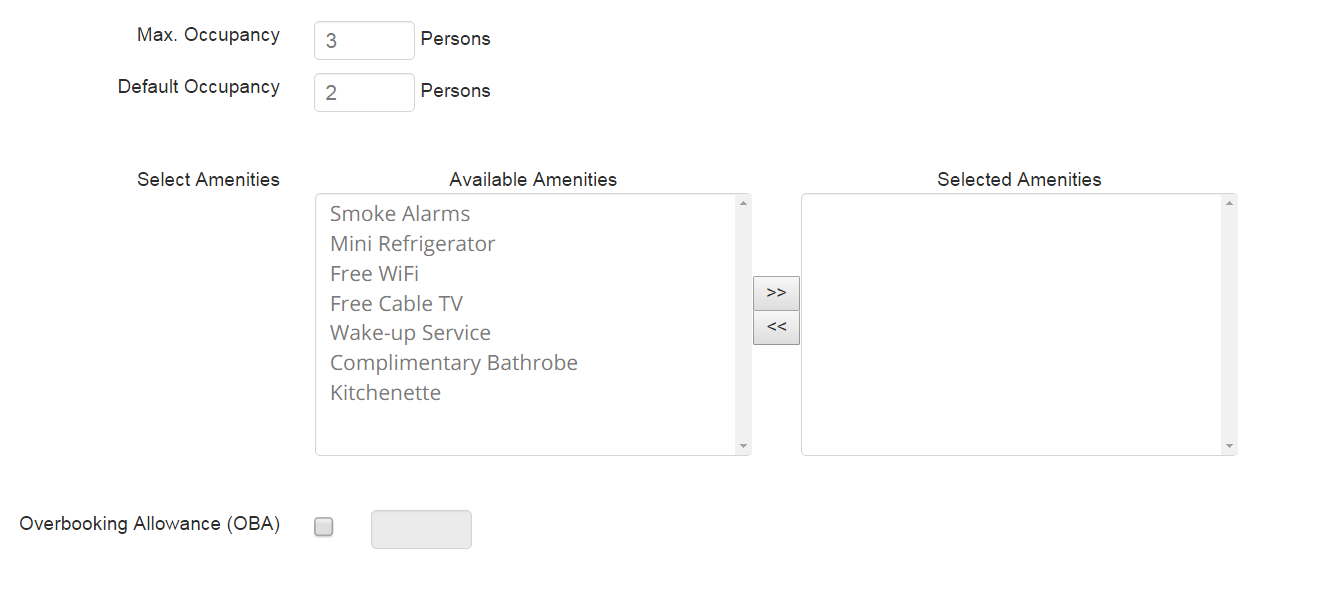 Max. Occupancy 3 Persons
Default Occupancy 2 Persons
Select Amenities Available Amenities Selected Amenities
Smoke Alarms
Mini Refrigerator
Free WiFi
Free Cable TV
Wake-up Service
Complimentary Bathrobe
Kitchenette
>>
<<
Overbooking Allowance (OBA)